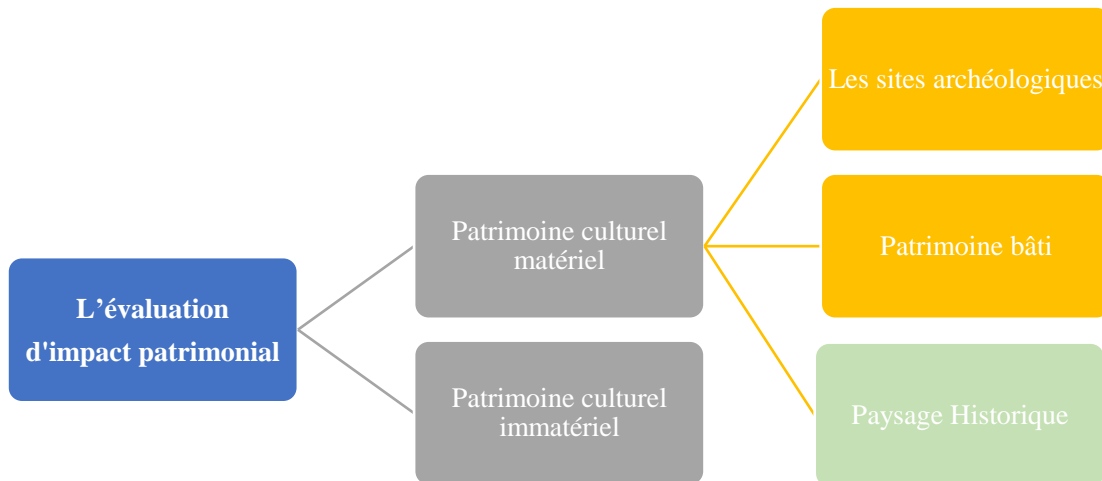 L’évaluation
d'impact patrimonial
Patrimoine culturel
matériel
Patrimoine culturel
immatériel
Les sites archéologiques
Patrimoine bâti
Paysage Historique